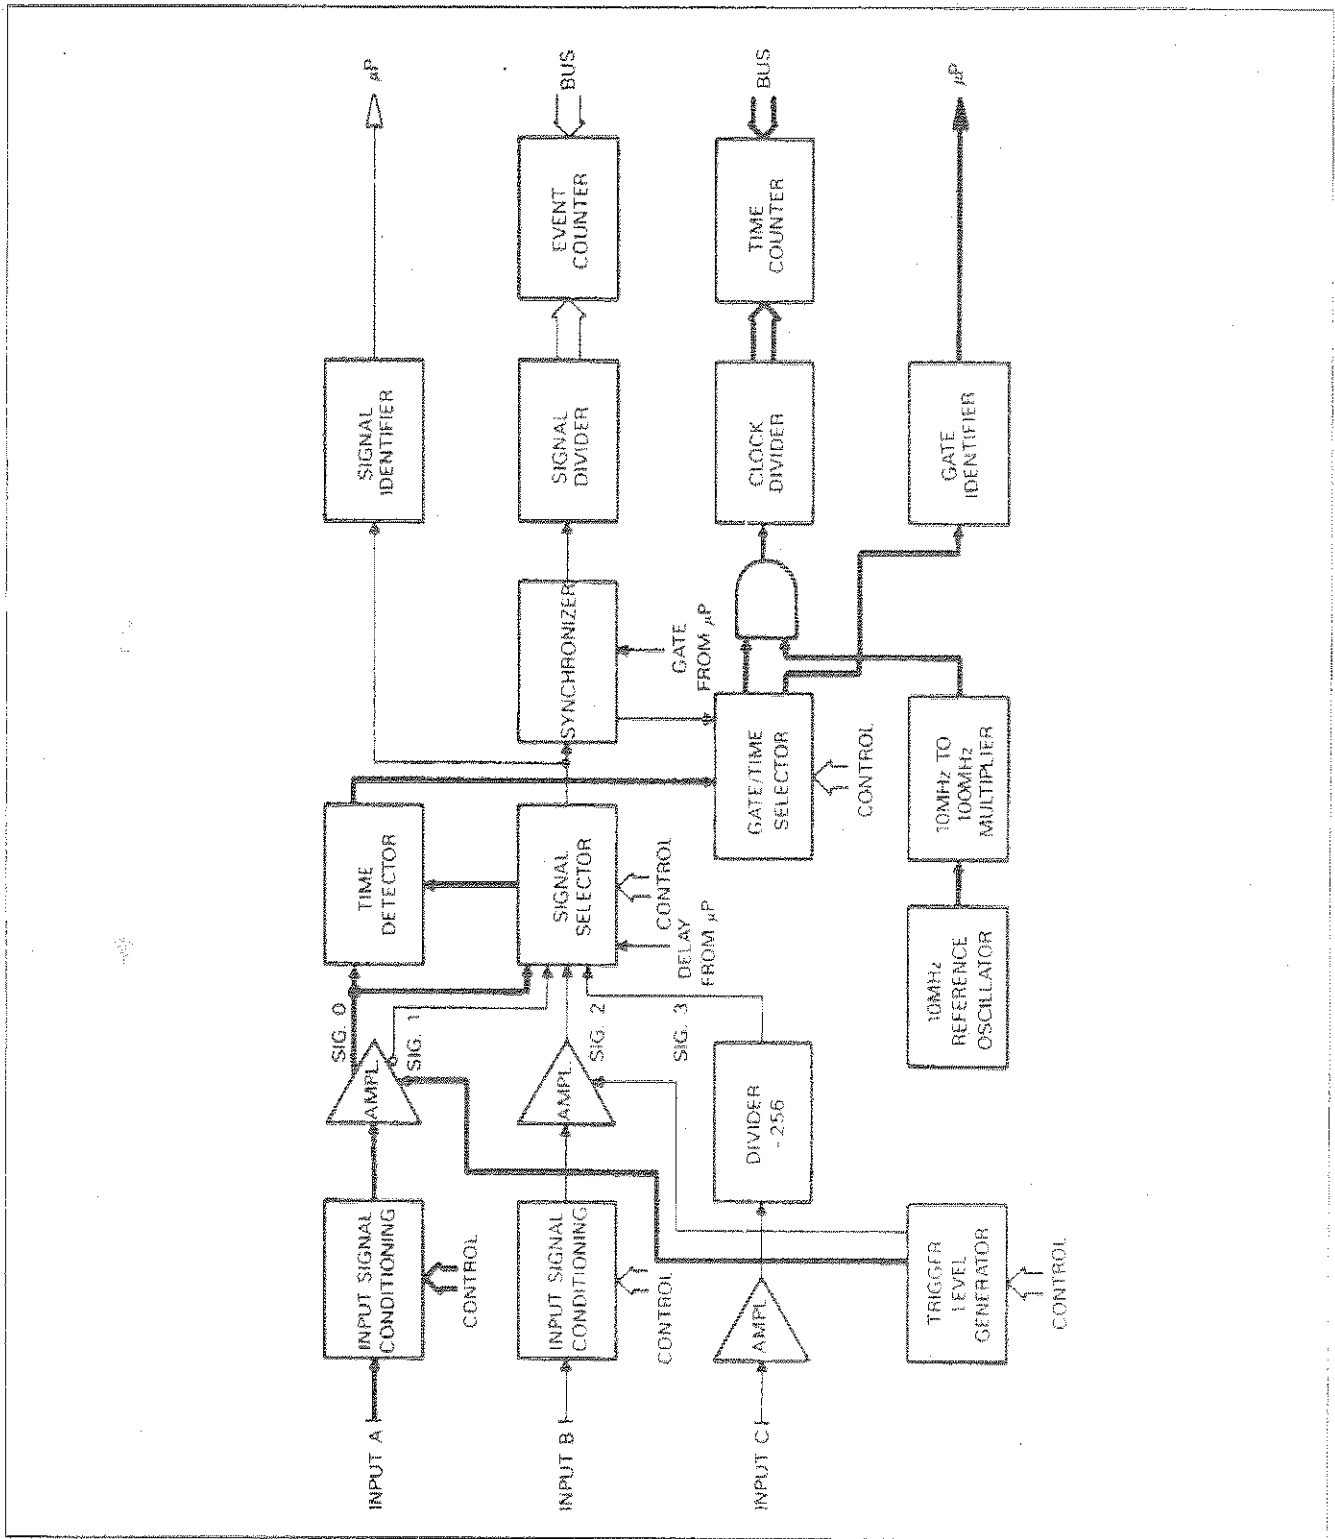 INPUT A
INPUT SIGNAL
CONDITIONING
CONTROL
AMPL.
SIG. 0
SIG. 1
TIME
DETECTOR
SIGNAL
IDENTIFIER
µP
INPUT B
INPUT SIGNAL
CONDITIONING
CONTROL
AMPL.
SIG. 2
SIGNAL
SELECTOR
DELAY
FROM µP
CONTROL
SYNCHRONIZER
GATE
FROM µP
SIGNAL
DIVIDER
EVENT
COUNTER
BUS
INPUT C
AMPL.
DIVIDER
-256
SIG. 3
GATE/TIME
SELECTOR
CONTROL
CLOCK
DIVIDER
TIME
COUNTER
BUS
TRIGGER
LEVEL
GENERATOR
CONTROL
10MHz
REFERENCE
OSCILLATOR
10MHz TO
100MHz
MULTIPLIER
GATE
IDENTIFIER
µP